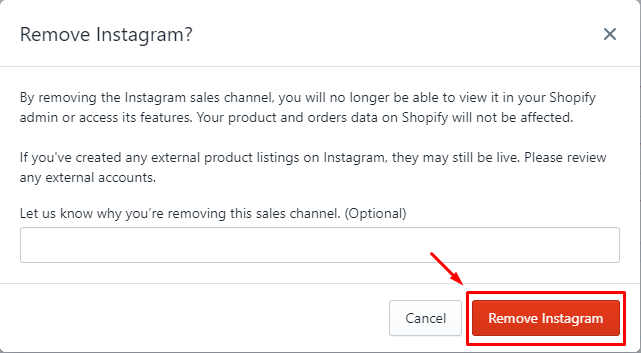 Remove Instagram?
By removing the Instagram sales channel, you will no longer be able to view it in your Shopify
admin or access its features. Your product and orders data on Shopify will not be affected.
If you've created any external product listings on Instagram, they may still be live. Please review
any external accounts.
Let us know why you’re removing this sales channel. (Optional)
Cancel
Remove Instagram